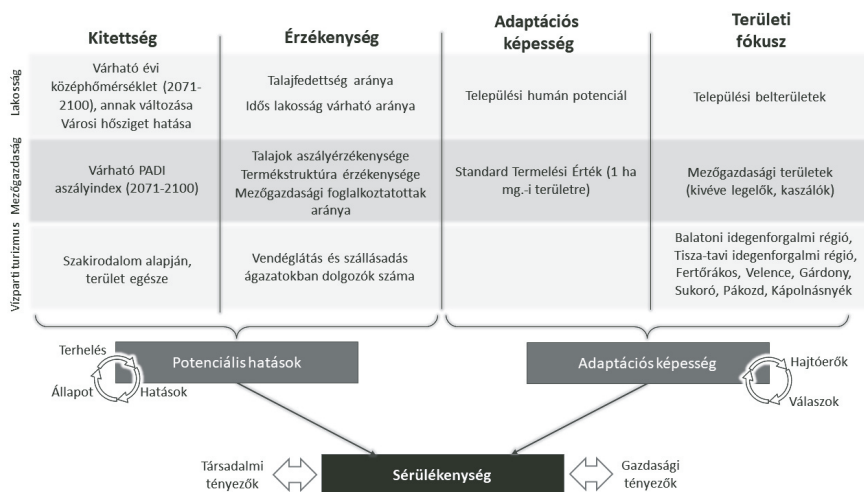 Kitettség
Érzékenység
Adaptációs
képesség
Területi
fókusz
Lakosság
Várható évi
középhőmérséklet (2071-
2100), annak változása
Városi hősziget hatása
Talajfedettség aránya
Idős lakosság várható aránya
Települési humán potenciál
Települési belterületek
Mezőgazdaság
Várható PADI
aszályindex (2071-2100)
Talajok aszályérzékenysége
Termékstruktúra érzékenysége
Mezőgazdasági foglalkoztatottak
aránya
Standard Termelési Érték (1 ha
mg.-i területre)
Mezőgazdasági területek
(kivéve legelők, kaszálók)
Vízparti turizmus
Szakirodalom alapján,
terület egésze
Vendéglátás és szállásadás
ágazatokban dolgozók száma
Balatoni idegenforgalmi régió,
Tisza-tavi idegenforgalmi régió,
Fertőrákos, Velence, Gárdony,
Sukoró, Pákozd, Kápolnásnyék
Terhelés
Állapot
Hatások
Potenciális hatások
Adaptációs képesség
Hajtóerők
Válaszok
Társadalmi
tényezők
Sérülékenység
Gazdasági
tényezők